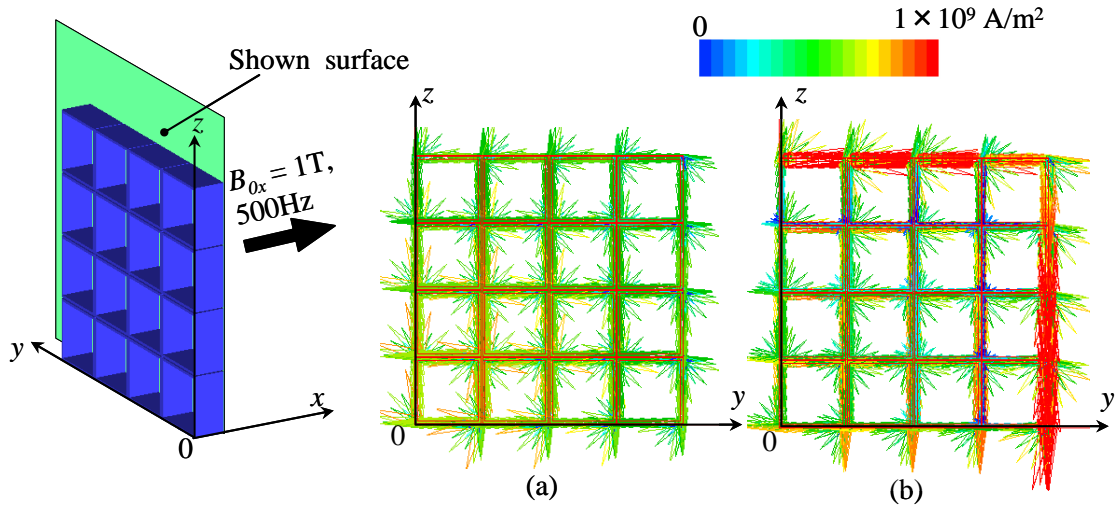 Shown surface
z
B₀ₓ = 1T,
500Hz
y
x
0
0
1×10⁹ A/m²
z
y
0
(a)
z
y
0
(b)